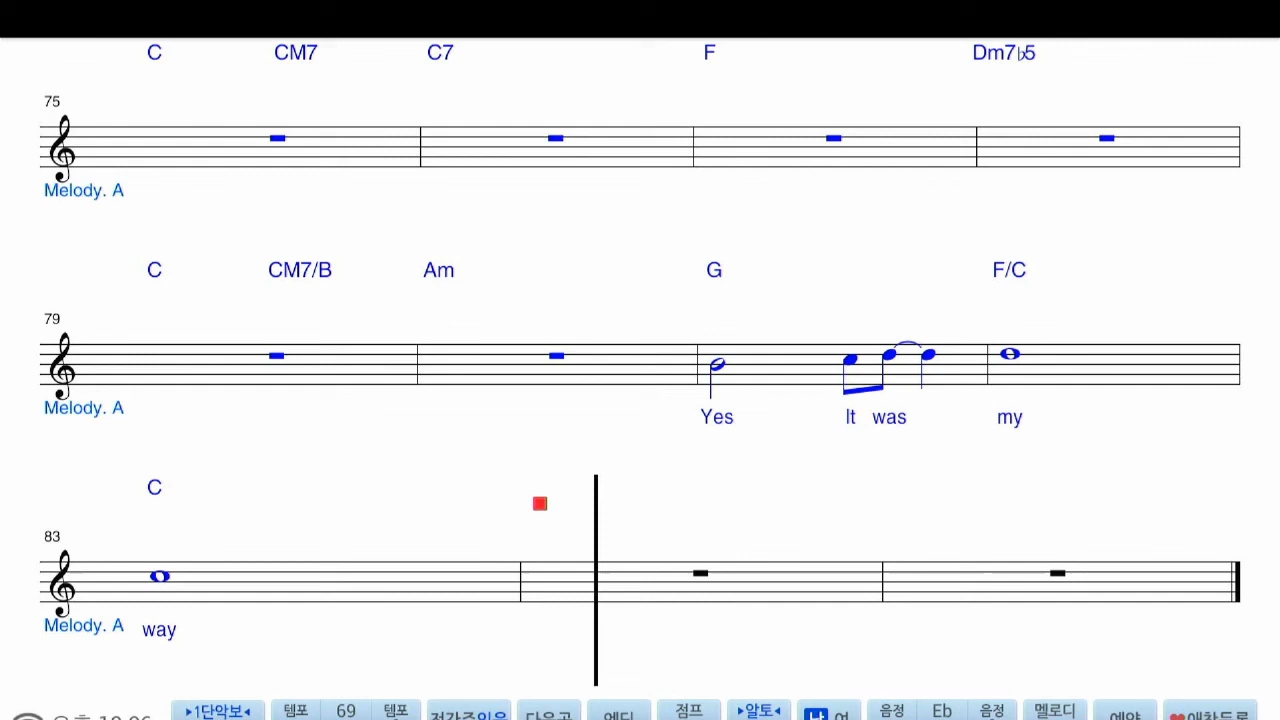 C CM7 C7 F Dm7♭5
75
Melody. A
C CM7/B Am G F/C
79
Melody. A
Yes It was my
C
83
Melody. A way
▸1단악보◂ 템포 69 템포 점프 ▸알토◂ 음정 Eb 음정 멜로디